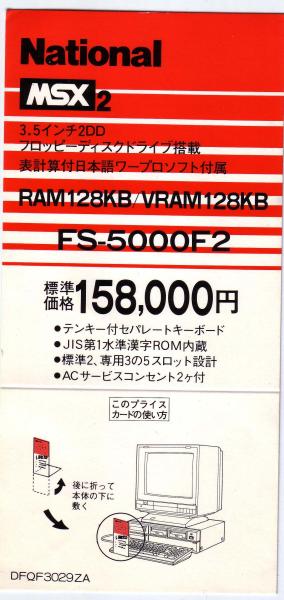 National
MSX2
3.5インチ2DD
フロッピーディスクドライブ搭載
表計算付日本語ワープロソフト付属
RAM128KB/VRAM128KB
FS-5000F2
標準
価格 158,000円
●テンキー付セパレートキーボード
●JIS第1水準漢字ROM内蔵
●標準2、専用3の5スロット設計
●ACサービスコンセント2ヶ付
このプライス
カードの使い方
後に折って
本体の下に
敷く
DFQF3029ZA